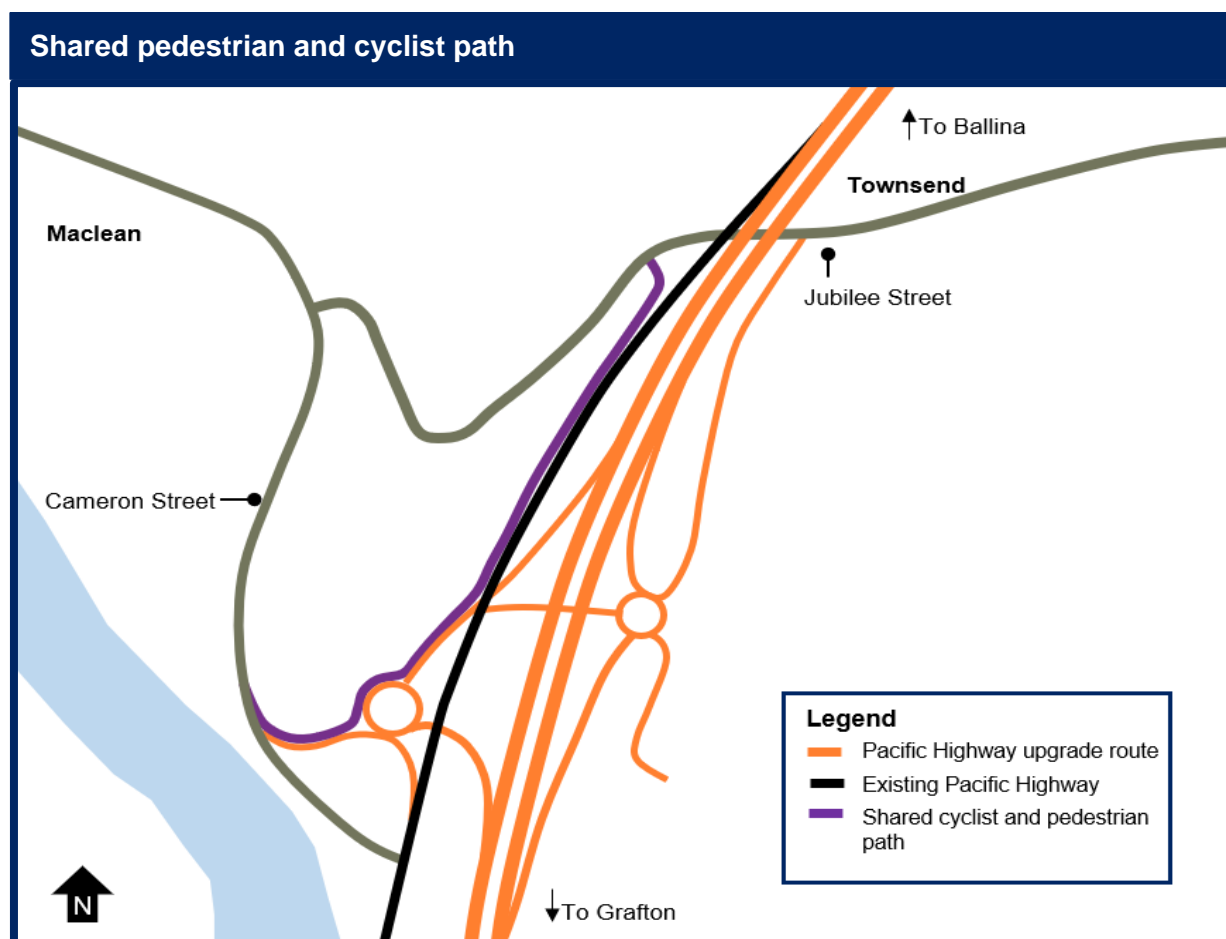 Shared pedestrian and cyclist path
To Ballina
Townsend
Maclean
Jubilee Street
Cameron Street
Legend
Pacific Highway upgrade route
Existing Pacific Highway
Shared cyclist and pedestrian
path
N
To Grafton